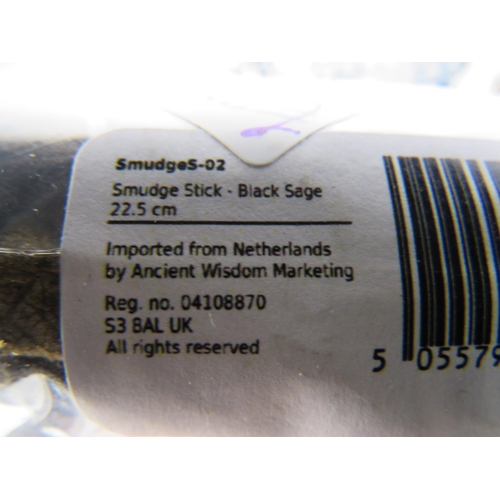 SmudgeS-02
Smudge Stick - Black Sage
22.5 cm
Imported from Netherlands
by Ancient Wisdom Marketing
Reg. no. 04108870
S3 8AL UK
All rights reserved
5 05579